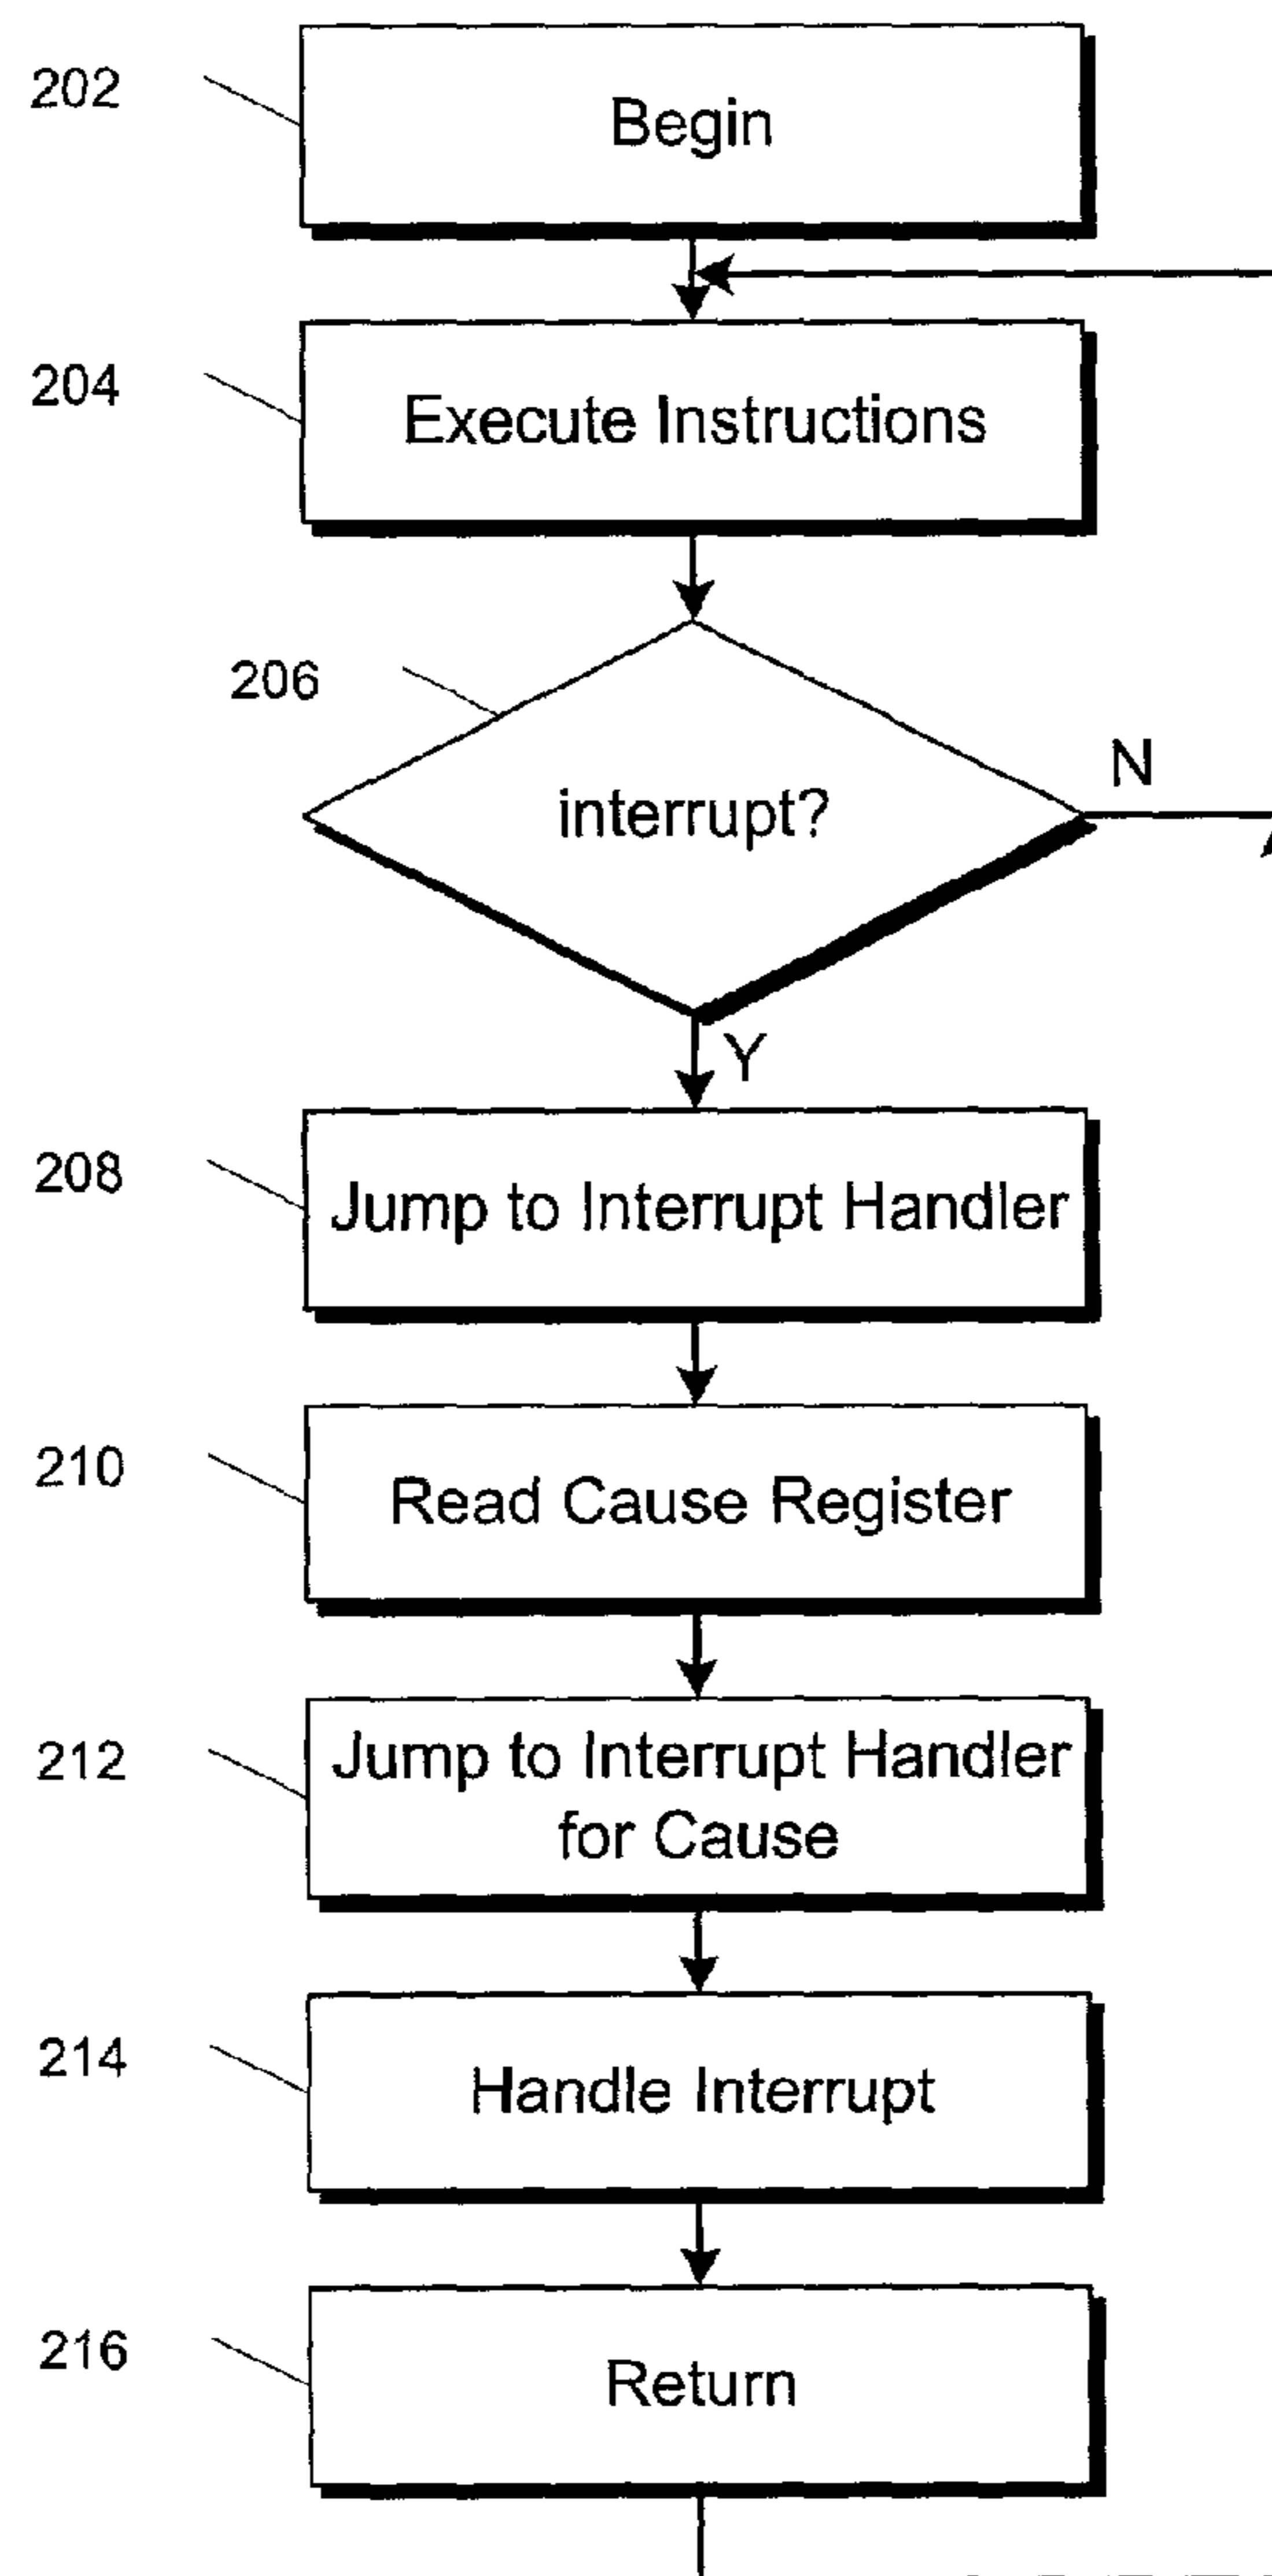 202
Begin
204
Execute Instructions
206
interrupt?
N
Y
208
Jump to Interrupt Handler
210
Read Cause Register
212
Jump to Interrupt Handler
for Cause
214
Handle Interrupt
216
Return